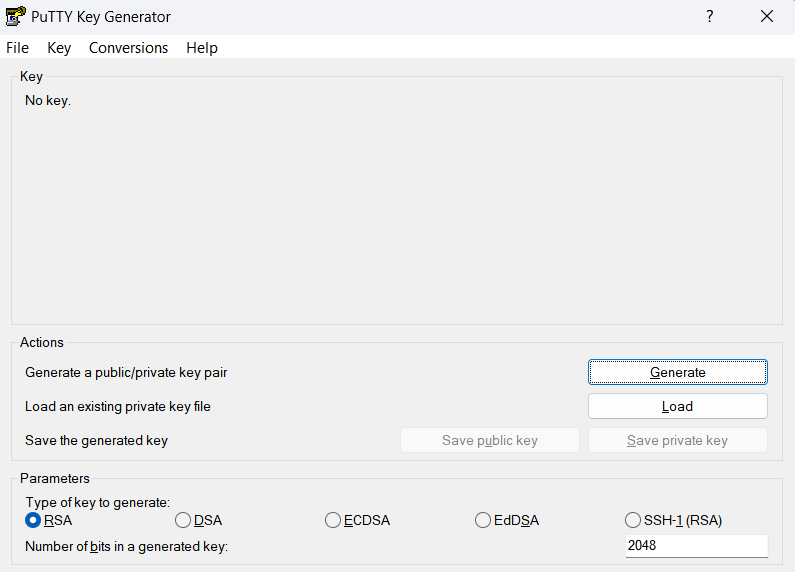 PuTTY Key Generator ?
File Key Conversions Help
Key
No key.
Actions
Generate a public/private key pair Generate
Load an existing private key file Load
Save the generated key Save public key Save private key
Parameters
Type of key to generate:
RSA DSA ECDSA EdDSA SSH-1 (RSA)
Number of bits in a generated key: 2048